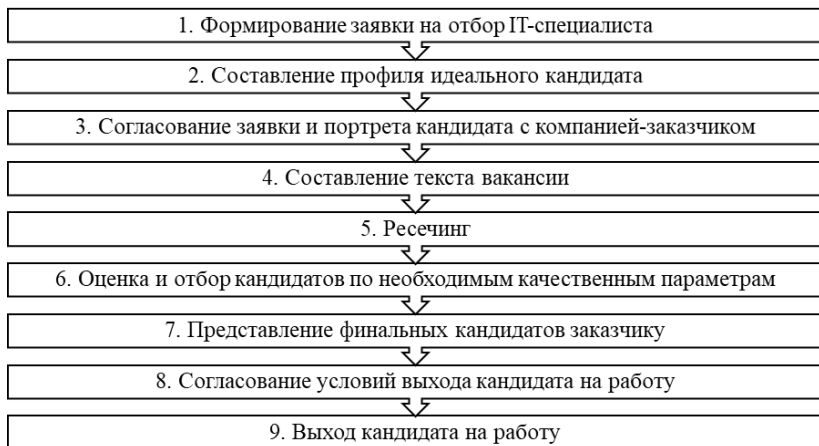 1. Формирование заявки на отбор IT-специалиста
2. Составление профиля идеального кандидата
3. Согласование заявки и портрета кандидата с компанией-заказчиком
4. Составление текста вакансии
5. Ресечинг
6. Оценка и отбор кандидатов по необходимым качественным параметрам
7. Представление финальных кандидатов заказчику
8. Согласование условий выхода кандидата на работу
9. Выход кандидата на работу